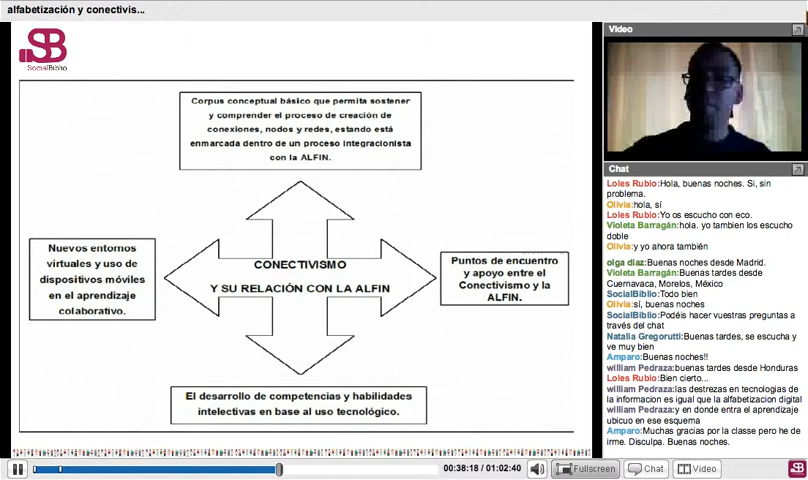 alfabetización y conectivis...
SB
SocialBiblio
Corpus conceptual básico que permita sostener
y comprender el proceso de creación de
conexiones, nodos y redes, estando está
enmarcada dentro de un proceso integracionista
con la ALFIN.
Nuevos entornos
virtuales y uso de
dispositivos móviles
en el aprendizaje
colaborativo.
CONECTIVISMO
Y SU RELACIÓN CON LA ALFIN
Puntos de encuentro
y apoyo entre el
Conectivismo y la
ALFIN.
El desarrollo de competencias y habilidades
intelectivas en base al uso tecnológico.
Video
Chat
Loles Rubio:Hola, buenas noches. Si, sin
problema.
Olivia:hola, sí
Loles Rubio:Yo os escucho con eco.
Violeta Barragán:hola. yo tambien los escucho
doble
Olivia:y yo ahora también
olga diaz:Buenas noches desde Madrid.
Violeta Barragán:Buenas tardes desde
Cuernavaca, Morelos, México
SocialBiblio:Todo bien
Olivia:sí, buenas noches
SocialBiblio:Podéis hacer vuestras preguntas a
través del chat
Natalia Gregorutti:Buenas tardes, se escucha y
ve muy bien
Amparo:Buenas noches!!
william Pedraza:buenas tardes desde Honduras
Loles Rubio:Bien cierto...
william Pedraza:las destrezas en tecnologías de
la informacion es igual que la alfabetizacion digital
william Pedraza:y en donde entra el aprendizaje
ubicuo en ese esquema
Amparo:Muchas gracias por la classe pero he de
irme. Disculpa. Buenas noches.
00:38:18 / 01:02:40
Fullscreen
Chat
Video
SB